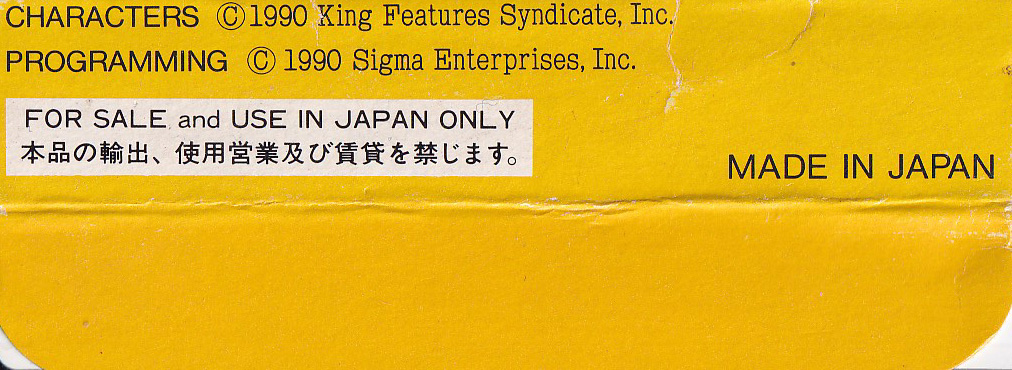 CHARACTERS ©1990 King Features Syndicate, Inc.
PROGRAMMING © 1990 Sigma Enterprises, Inc.
FOR SALE and USE IN JAPAN ONLY
本品の輸出、使用営業及び賃貸を禁じます。
MADE IN JAPAN